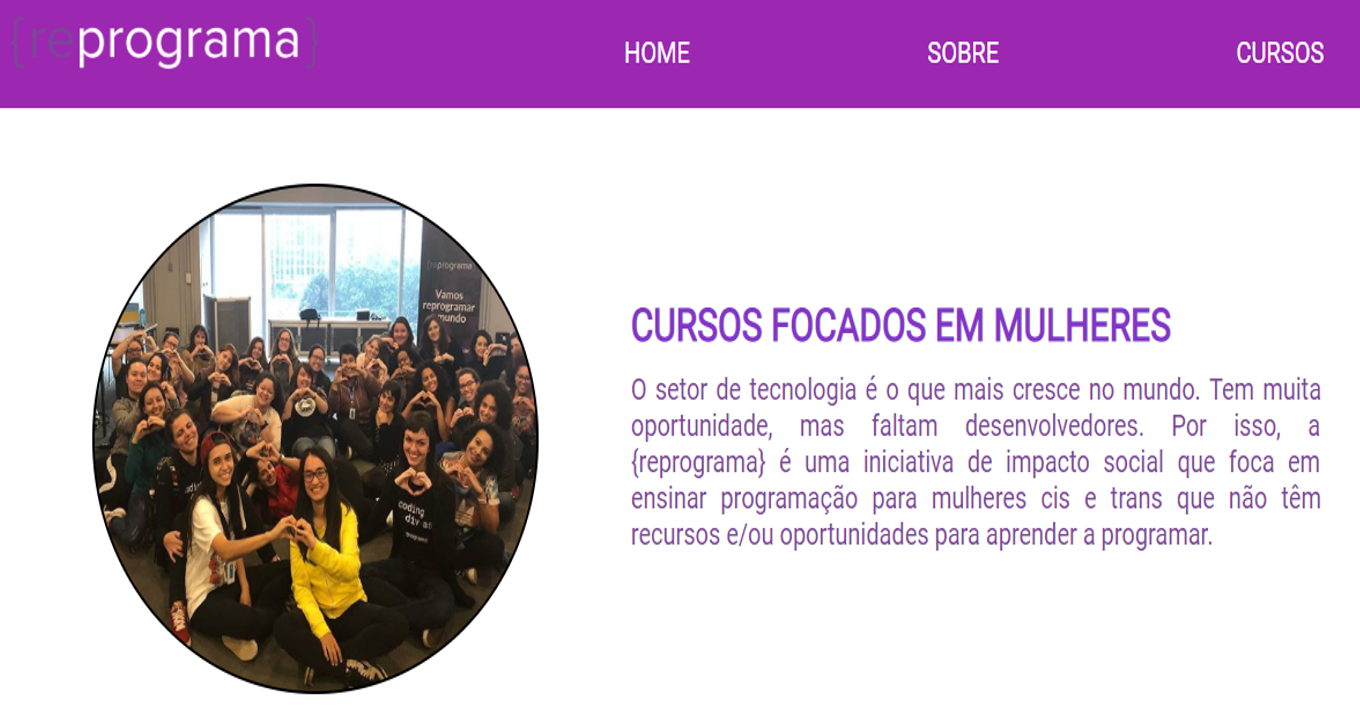 {reprograma}
HOME
SOBRE
CURSOS
{reprograma}
Vamos
reprogramar
mundo
coding
div as
CURSOS FOCADOS EM MULHERES
O setor de tecnologia é o que mais cresce no mundo. Tem muita
oportunidade, mas faltam desenvolvedores. Por isso, a
{reprograma} é uma iniciativa de impacto social que foca em
ensinar programação para mulheres cis e trans que não têm
recursos e/ou oportunidades para aprender a programar.